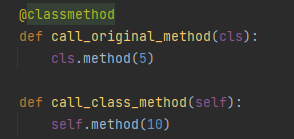 @classmethod
def call_original_method(cls):
    cls.method(5)
def call_class_method(self):
    self.method(10)